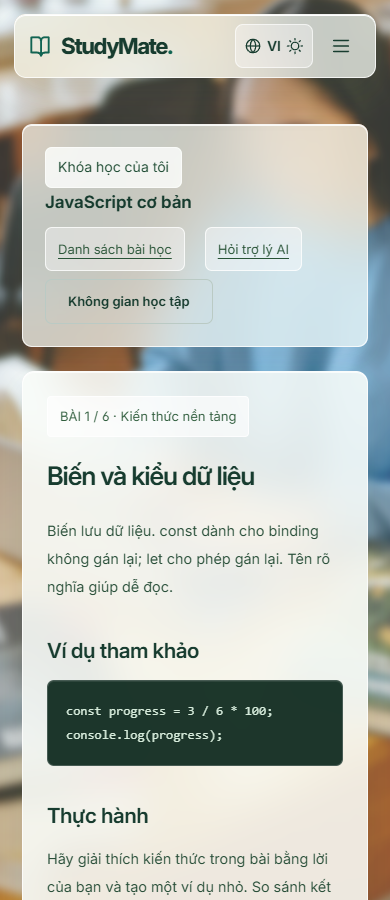 StudyMate.
VI
Khóa học của tôi
JavaScript cơ bản
Danh sách bài học
Hỏi trợ lý AI
Không gian học tập
BÀI 1 / 6 · Kiến thức nền tảng
Biến và kiểu dữ liệu
Biến lưu dữ liệu. const dành cho binding
không gán lại; let cho phép gán lại. Tên rõ
nghĩa giúp dễ đọc.
Ví dụ tham khảo
const progress = 3 / 6 * 100;
console.log(progress);
Thực hành
Hãy giải thích kiến thức trong bài bằng lời
của bạn và tạo một ví dụ nhỏ. So sánh kết